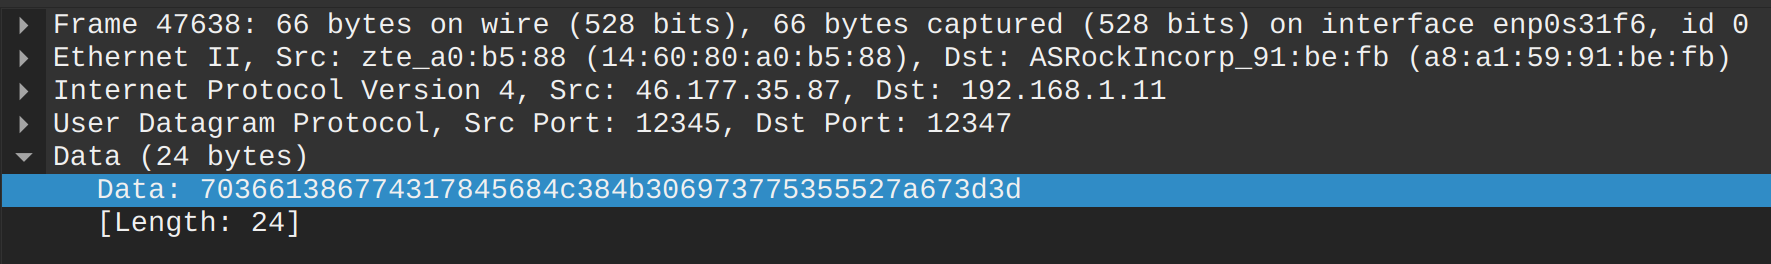 Frame 47638: 66 bytes on wire (528 bits), 66 bytes captured (528 bits) on interface enp0s31f6, id 0
Ethernet II, Src: zte_a0:b5:88 (14:60:80:a0:b5:88), Dst: ASRockIncorp_91:be:fb (a8:a1:59:91:be:fb)
Internet Protocol Version 4, Src: 46.177.35.87, Dst: 192.168.1.11
User Datagram Protocol, Src Port: 12345, Dst Port: 12347
Data (24 bytes)
Data: 703661386774317845684c384b306973775355527a673d3d
[Length: 24]